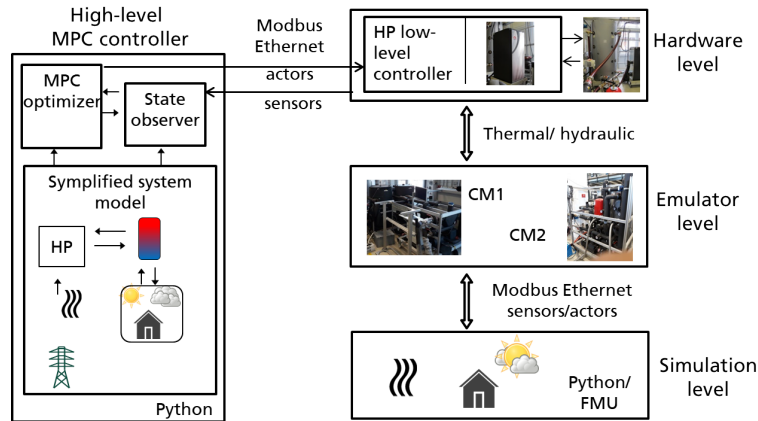 High-level
MPC controller
MPC
optimizer
State
observer
Symplified system
model
HP
Python
Modbus
Ethernet
actors
sensors
HP low-
level
controller
Hardware
level
Thermal/ hydraulic
CM1
CM2
Emulator
level
Modbus Ethernet
sensors/actors
Python/
FMU
Simulation
level